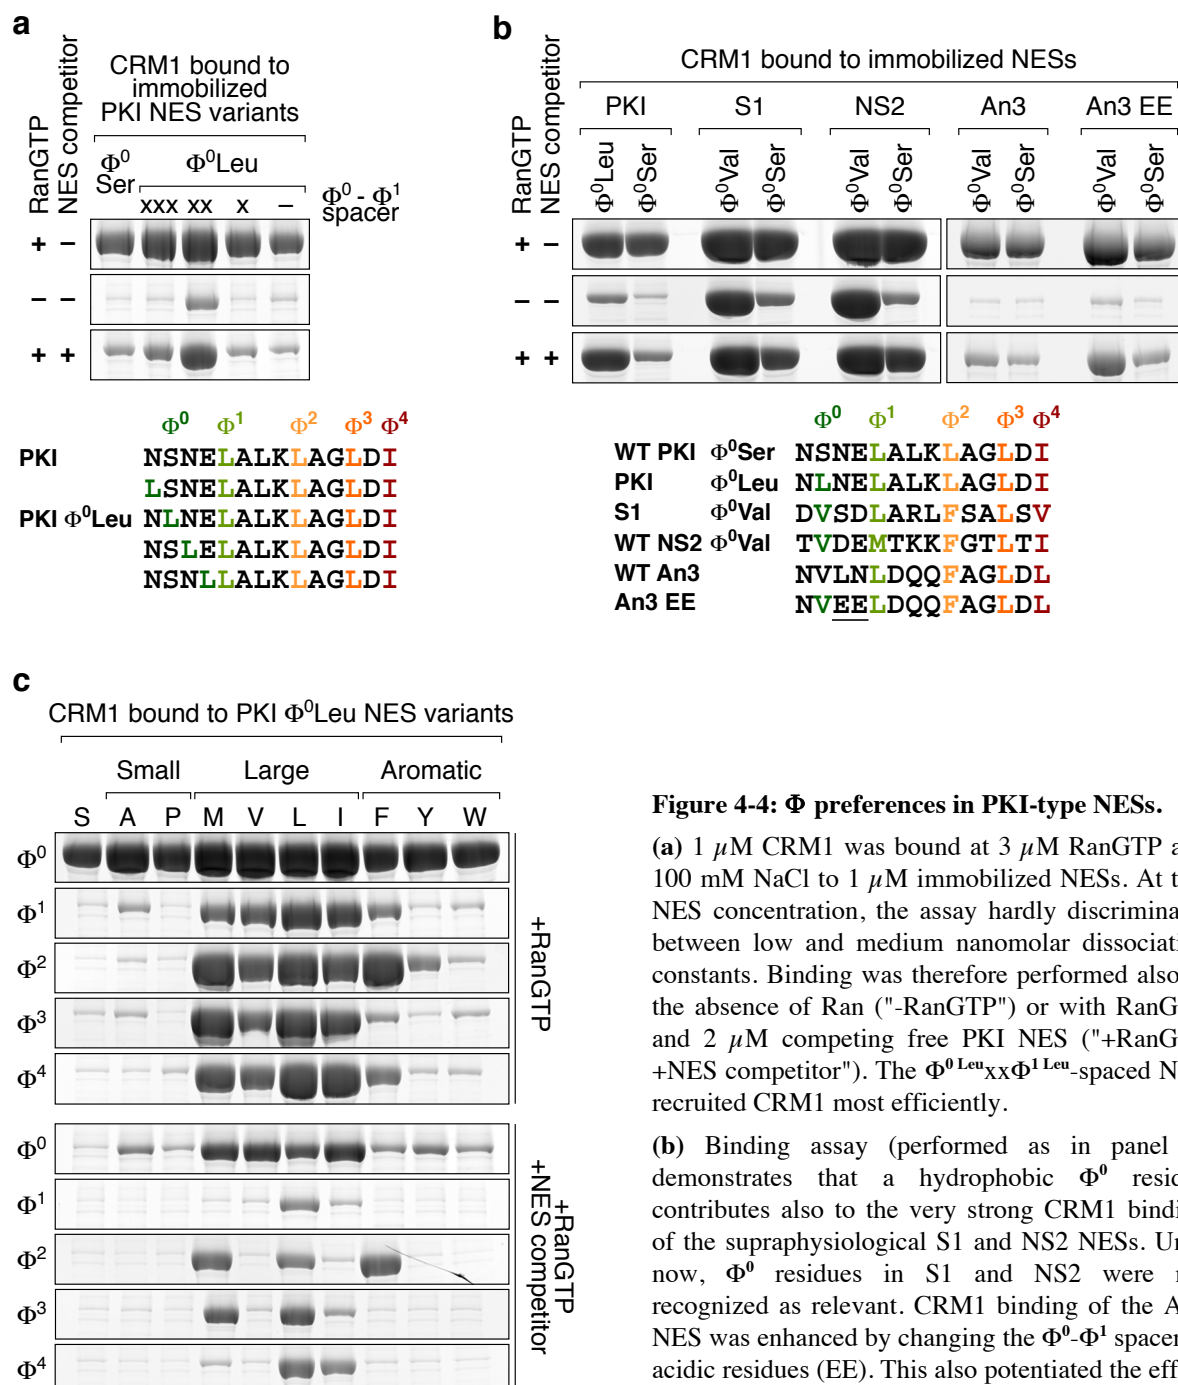 a
CRM1 bound to
immobilized
PKI NES variants
RanGTP
NES competitor
Φ⁰
Ser
Φ⁰Leu
xxx xx x –
Φ⁰ - Φ¹
spacer
+ –
– –
+ +
Φ⁰ Φ¹ Φ² Φ³ Φ⁴
PKI NSNELALKLAGLDI
LSNELALKLAGLDI
PKI Φ⁰Leu NLNELALKLAGLDI
NSLELALKLAGLDI
NSNLLALKLAGLDI
b
CRM1 bound to immobilized NESs
RanGTP
NES competitor
PKI S1 NS2 An3 An3 EE
Φ⁰Leu Φ⁰Ser Φ⁰Val Φ⁰Ser Φ⁰Val Φ⁰Ser Φ⁰Val Φ⁰Ser Φ⁰Val Φ⁰Ser
+ –
– –
+ +
Φ⁰ Φ¹ Φ² Φ³ Φ⁴
WT PKI Φ⁰Ser NSNELALKLAGLDI
PKI Φ⁰Leu NLNELALKLAGLDI
S1 Φ⁰Val DVSDLARLFSALSV
WT NS2 Φ⁰Val TVDEMTKKFGTLTI
WT An3 NVLNLDQQFAGLDL
An3 EE NVEELDQQFAGLDL
c
CRM1 bound to PKI Φ⁰Leu NES variants
Small Large Aromatic
S A P M V L I F Y W
Φ⁰
Φ¹
Φ²
Φ³
Φ⁴
+RanGTP
Φ⁰
Φ¹
Φ²
Φ³
Φ⁴
+RanGTP
+NES competitor
Figure 4-4: Φ preferences in PKI-type NESs.
(a) 1 µM CRM1 was bound at 3 µM RanGTP a
100 mM NaCl to 1 µM immobilized NESs. At t
NES concentration, the assay hardly discrimina
between low and medium nanomolar dissociati
constants. Binding was therefore performed also
the absence of Ran ("-RanGTP") or with RanG
and 2 µM competing free PKI NES ("+RanG
+NES competitor"). The Φ⁰ ᴸᵉᵘxxΦ¹ ᴸᵉᵘ-spaced N
recruited CRM1 most efficiently.
(b) Binding assay (performed as in panel
demonstrates that a hydrophobic Φ⁰ resid
contributes also to the very strong CRM1 bindin
of the supraphysiological S1 and NS2 NESs. Un
now, Φ⁰ residues in S1 and NS2 were n
recognized as relevant. CRM1 binding of the A
NES was enhanced by changing the Φ⁰-Φ¹ spacer
acidic residues (EE). This also potentiated the eff